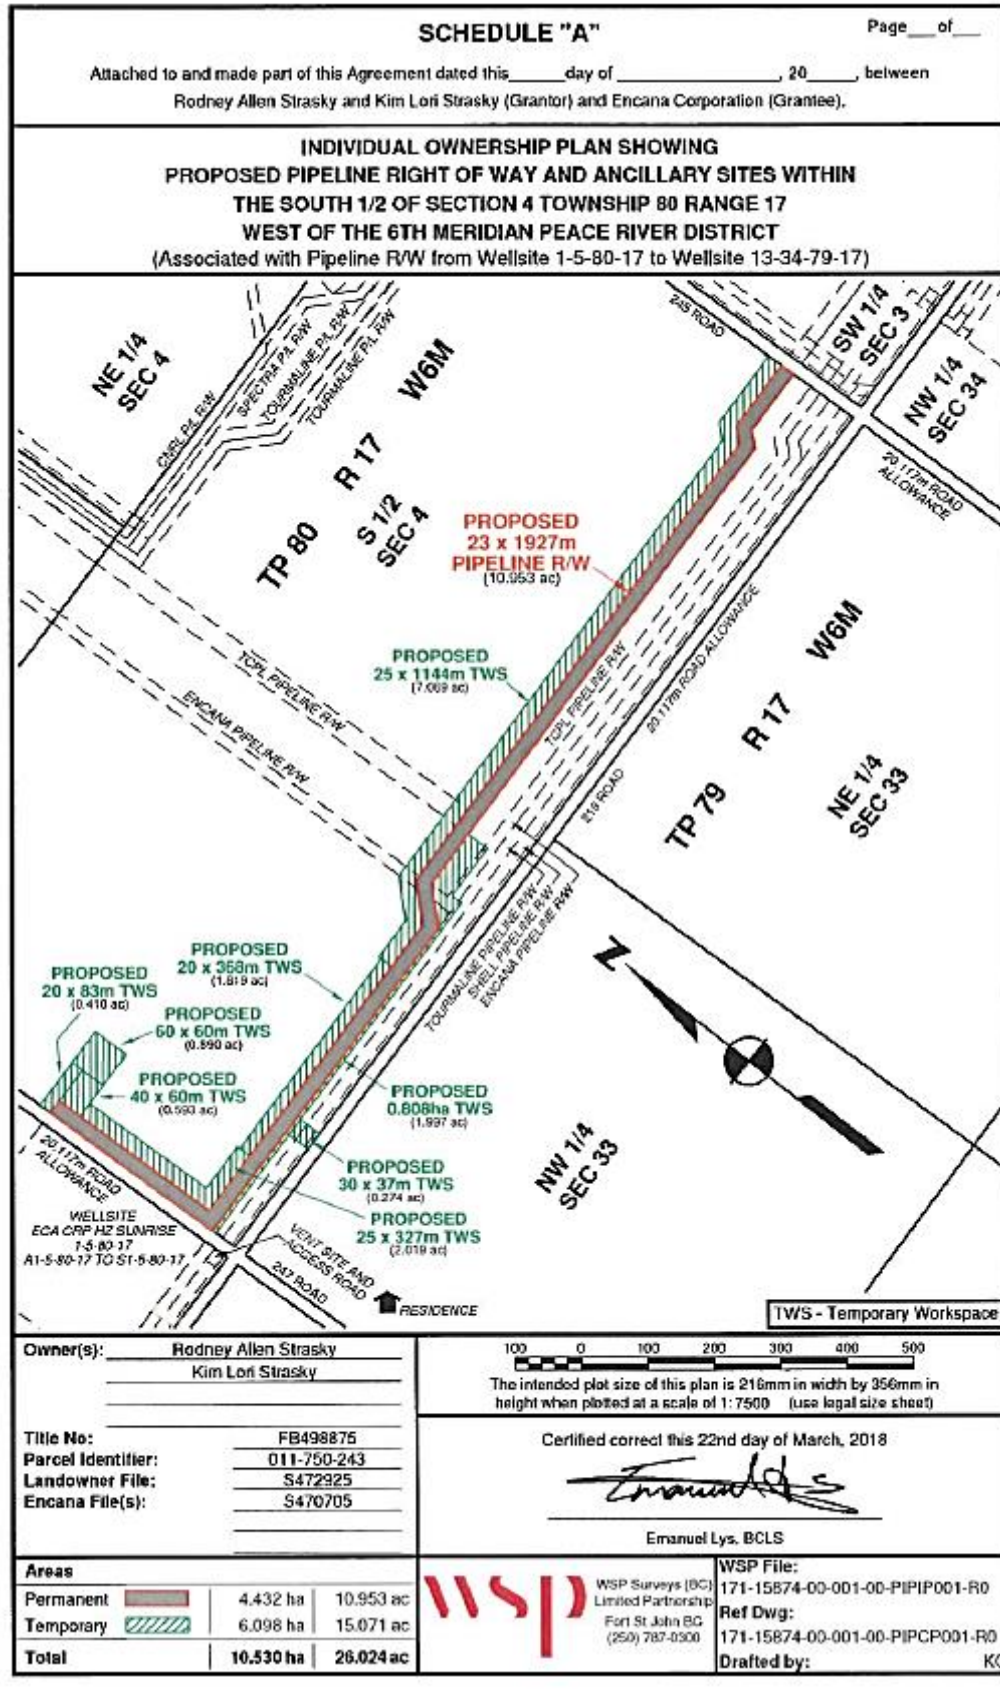 SCHEDULE "A"
Page___of___
Attached to and made part of this Agreement dated this______day of __________________, 20______, between
Rodney Allen Strasky and Kim Lori Strasky (Grantor) and Encana Corporation (Grantee).
INDIVIDUAL OWNERSHIP PLAN SHOWING
PROPOSED PIPELINE RIGHT OF WAY AND ANCILLARY SITES WITHIN
THE SOUTH 1/2 OF SECTION 4 TOWNSHIP 80 RANGE 17
WEST OF THE 6TH MERIDIAN PEACE RIVER DISTRICT
(Associated with Pipeline R/W from Wellsite 1-5-80-17 to Wellsite 13-34-79-17)
NE 1/4
SEC 4
CNRL P/L R/W
SPECTRA P/L R/W
TOURMALINE P/L R/W
TOURMALINE P/L R/W
W6M
R 17
TP 80
S 1/2
SEC 4
245 ROAD
SW 1/4
SEC 3
NW 1/4
SEC 34
20.117m ROAD
ALLOWANCE
PROPOSED
23 x 1927m
PIPELINE R/W
(10.953 ac)
PROPOSED
25 x 1144m TWS
(7.069 ac)
TCPL PIPELINE R/W
ENCANA PIPELINE R/W
TCPL PIPELINE R/W
20.117m ROAD ALLOWANCE
219 ROAD
W6M
R 17
TP 79
NE 1/4
SEC 33
TOURMALINE PIPELINE R/W
SHELL PIPELINE R/W
ENCANA PIPELINE R/W
N
PROPOSED
20 x 368m TWS
(1.819 ac)
PROPOSED
20 x 83m TWS
(0.410 ac)
PROPOSED
60 x 60m TWS
(0.890 ac)
PROPOSED
40 x 60m TWS
(0.593 ac)
PROPOSED
0.808ha TWS
(1.997 ac)
PROPOSED
30 x 37m TWS
(0.274 ac)
PROPOSED
25 x 327m TWS
(2.019 ac)
NW 1/4
SEC 33
20.117m ROAD
ALLOWANCE
WELLSITE
ECA CRP HZ SUNRISE
1-5-80-17
A1-5-80-17 TO S1-5-80-17
VENT SITE AND
ACCESS ROAD
247 ROAD
RESIDENCE
TWS - Temporary Workspace
Owner(s): Rodney Allen Strasky
Kim Lori Strasky
Title No: FB498875
Parcel Identifier: 011-750-243
Landowner File: S472925
Encana File(s): S470705
100 0 100 200 300 400 500
The intended plot size of this plan is 216mm in width by 356mm in
height when plotted at a scale of 1:7500 (use legal size sheet)
Certified correct this 22nd day of March, 2018
Emanuel Lys, BCLS
Areas
Permanent 4.432 ha 10.953 ac
Temporary 6.098 ha 15.071 ac
Total 10.530 ha 26.024 ac
WSP
WSP Surveys (BC)
Limited Partnership
Fort St John BC
(250) 787-0300
WSP File:
171-15874-00-001-00-PIPIP001-R0
Ref Dwg:
171-15874-00-001-00-PIPCP001-R0
Drafted by: